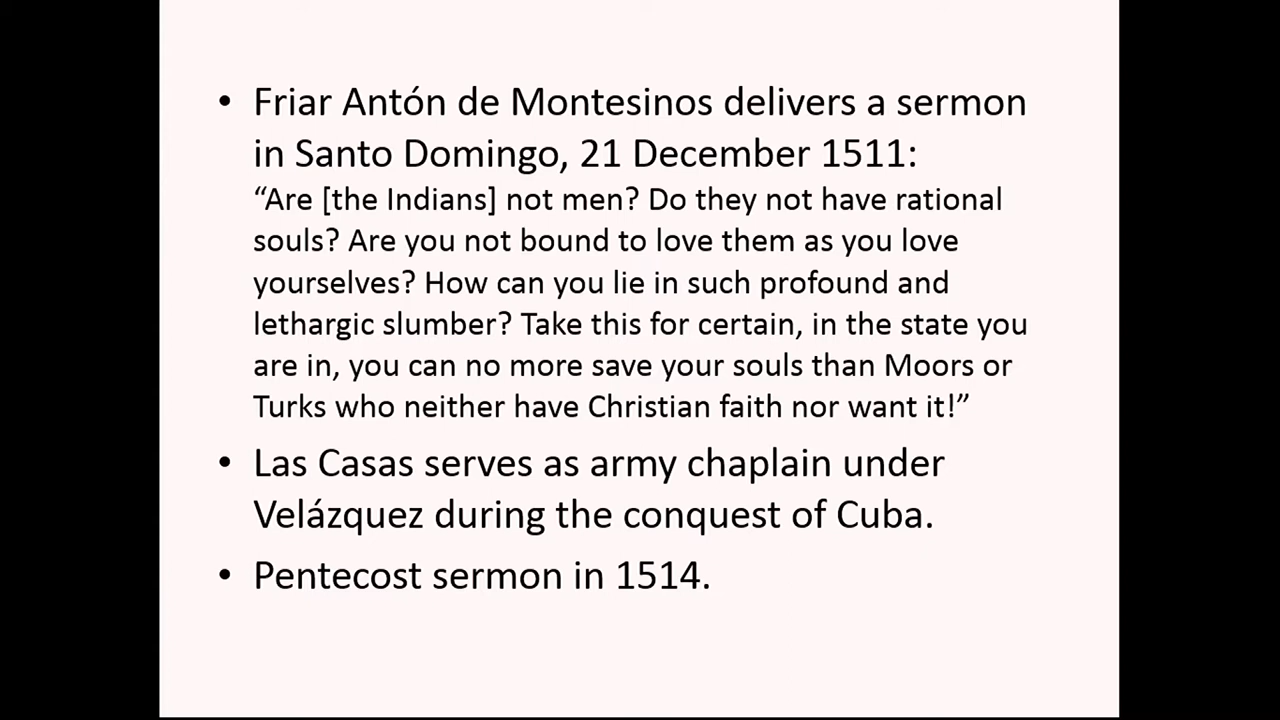 • Friar Antón de Montesinos delivers a sermon
in Santo Domingo, 21 December 1511:
“Are [the Indians] not men? Do they not have rational
souls? Are you not bound to love them as you love
yourselves? How can you lie in such profound and
lethargic slumber? Take this for certain, in the state you
are in, you can no more save your souls than Moors or
Turks who neither have Christian faith nor want it!”
• Las Casas serves as army chaplain under
Velázquez during the conquest of Cuba.
• Pentecost sermon in 1514.